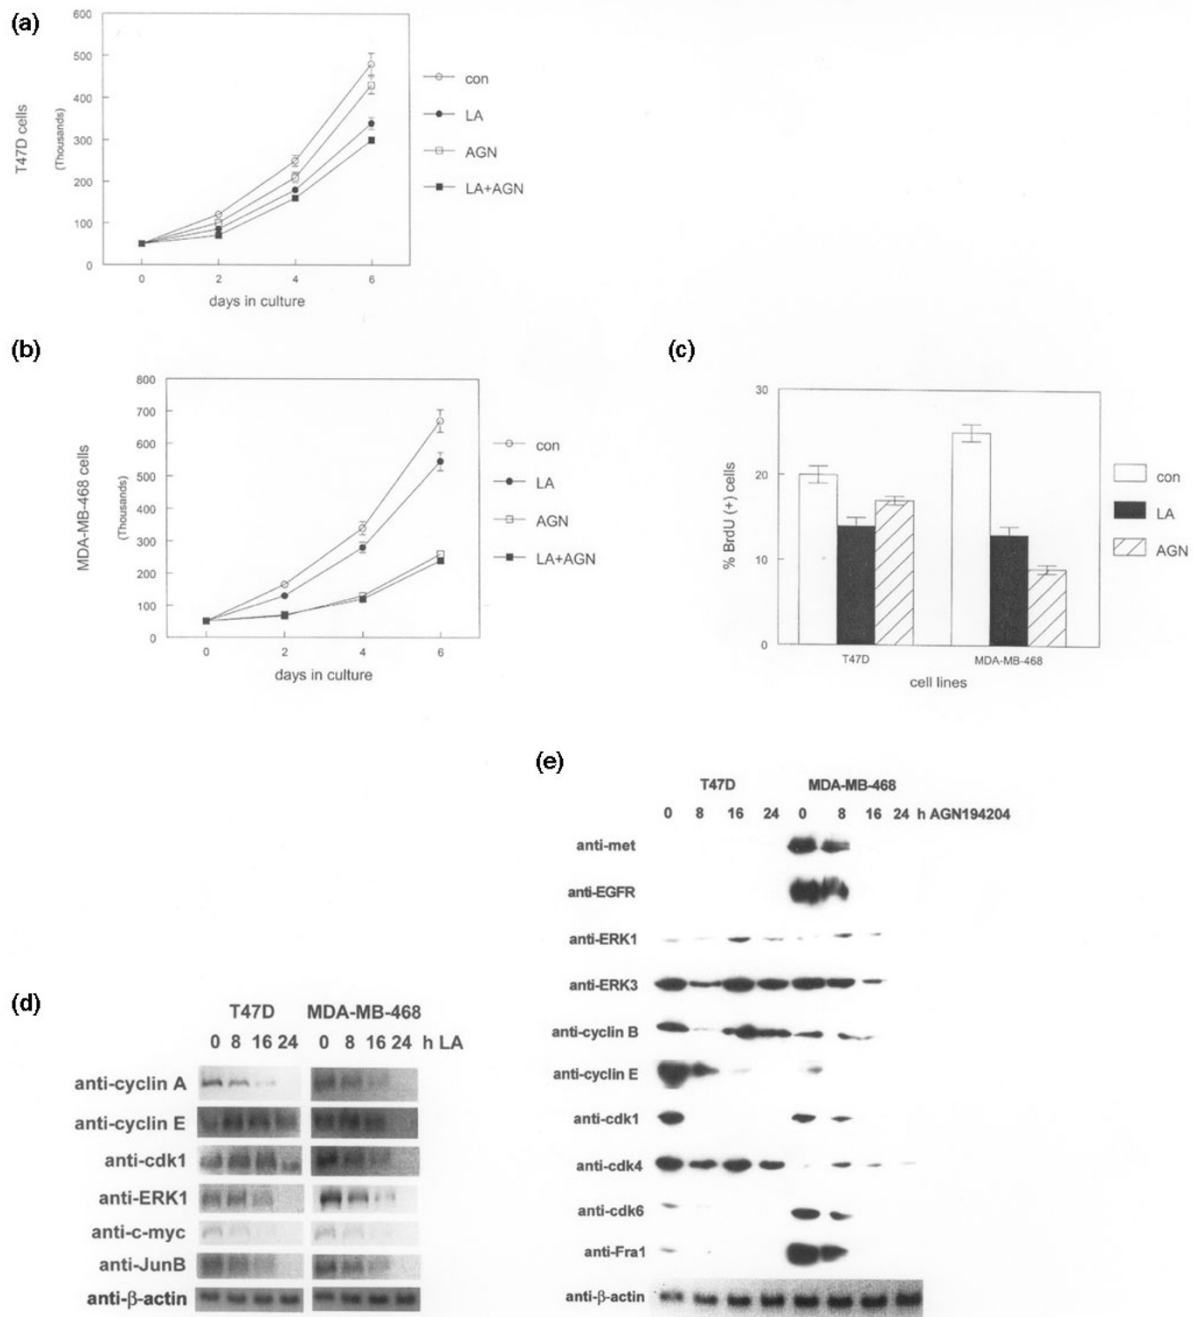 (a)
600
500
400
300
200
100
0
T47D cells
(Thousands)
0 2 4 6
days in culture
con
LA
AGN
LA+AGN
(b)
800
700
600
500
400
300
200
100
0
MDA-MB-468 cells
(Thousands)
0 2 4 6
days in culture
con
LA
AGN
LA+AGN
(c)
30
20
10
0
% BrdU (+) cells
T47D MDA-MB-468
cell lines
con
LA
AGN
(d)
T47D MDA-MB-468
0 8 16 24 0 8 16 24 h LA
anti-cyclin A
anti-cyclin E
anti-cdk1
anti-ERK1
anti-c-myc
anti-JunB
anti-β-actin
(e)
T47D MDA-MB-468
0 8 16 24 0 8 16 24 h AGN194204
anti-met
anti-EGFR
anti-ERK1
anti-ERK3
anti-cyclin B
anti-cyclin E
anti-cdk1
anti-cdk4
anti-cdk6
anti-Fra1
anti-β-actin